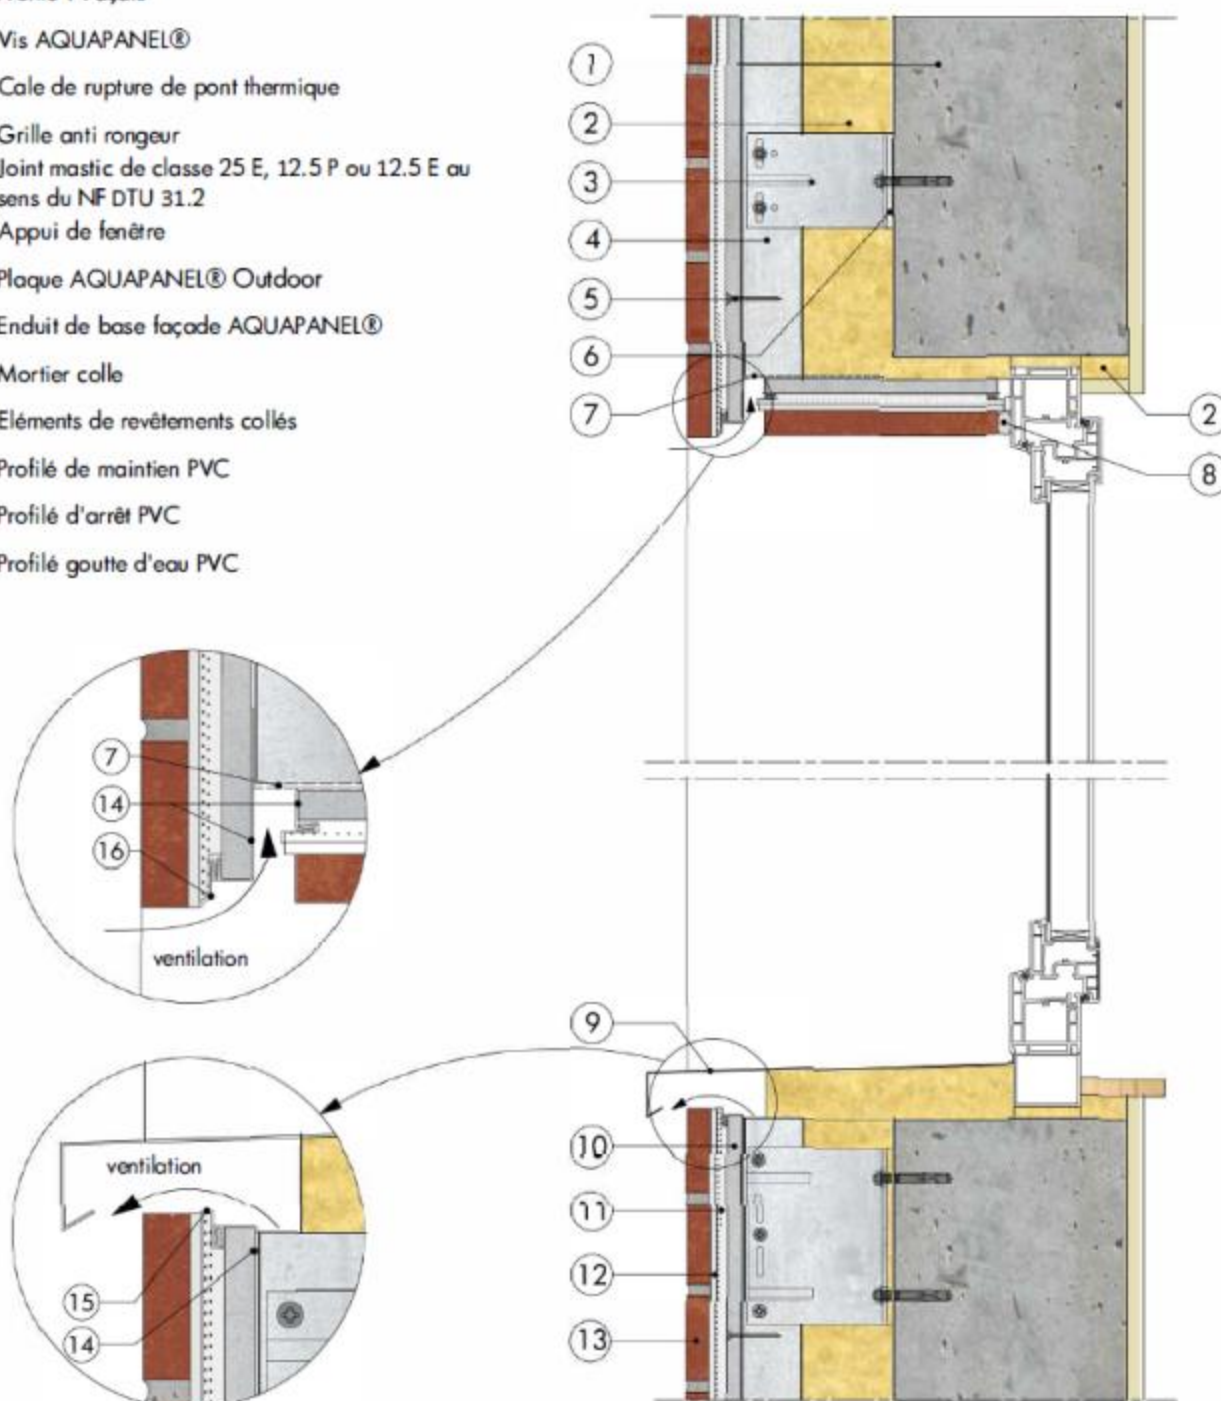 Vis AQUAPANEL®
Cale de rupture de pont thermique
Grille anti rongeur
Joint mastic de classe 25 E, 12.5 P ou 12.5 E au
sens du NF DTU 31.2
Appui de fenêtre
Plaque AQUAPANEL® Outdoor
Enduit de base façade AQUAPANEL®
Mortier colle
Eléments de revêtements collés
Profilé de maintien PVC
Profilé d'arrêt PVC
Profilé goutte d'eau PVC
1
2
3
4
5
6
7
2
8
7
14
16
ventilation
9
10
11
12
13
ventilation
15
14